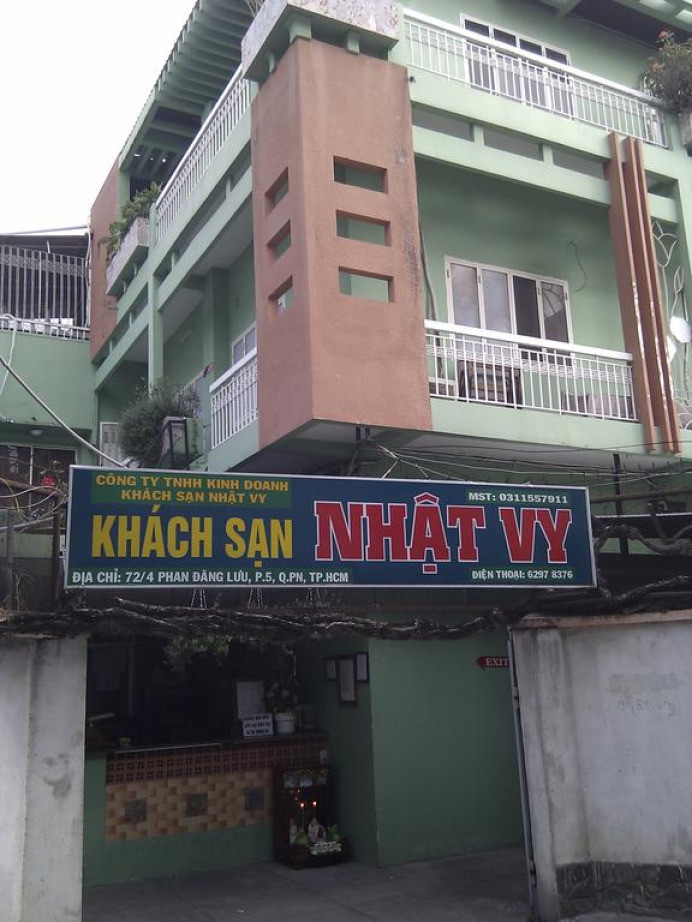 CÔNG TY TNHH KINH DOANH
KHÁCH SẠN NHẬT VY
MST: 0311557911
KHÁCH SẠN NHẬT VY
ĐỊA CHỈ: 72/4 PHAN ĐĂNG LƯU, P.5, Q.PN, TP.HCM
ĐIỆN THOẠI: 6297 8376
EXIT